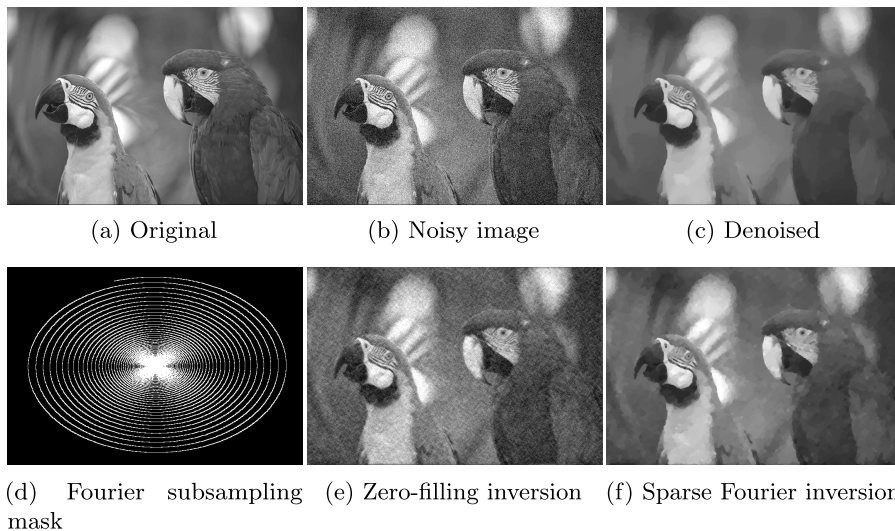 (a) Original
(b) Noisy image
(c) Denoised
(d) Fourier subsampling
mask
(e) Zero-filling inversion
(f) Sparse Fourier inversion